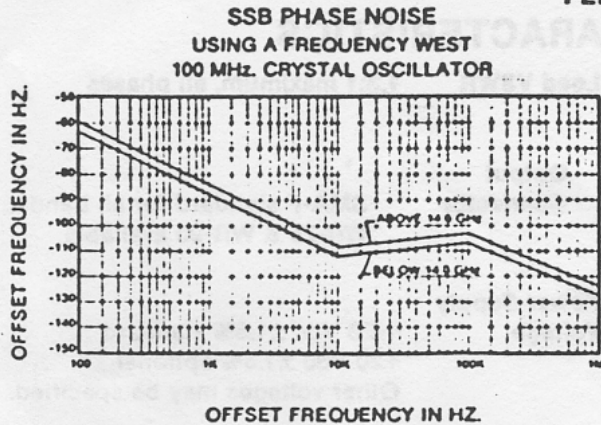 SSB PHASE NOISE
USING A FREQUENCY WEST
100 MHz. CRYSTAL OSCILLATOR
OFFSET FREQUENCY IN HZ.
-50
-60
-70
-80
-90
-100
-110
-120
-130
-140
-150
ABOVE 14.0 GHz
BELOW 14.0 GHz
100
1K
10K
100K
OFFSET FREQUENCY IN HZ.